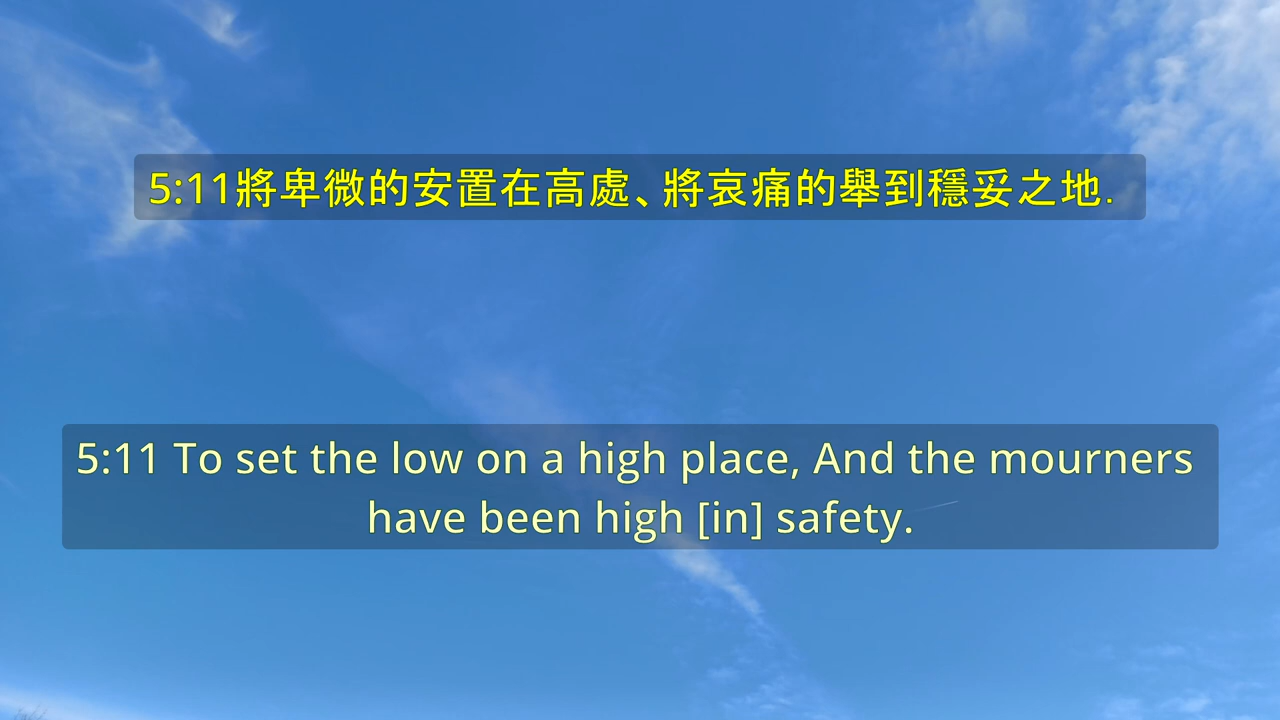 5:11將卑微的安置在高處、將哀痛的舉到穩妥之地.
5:11 To set the low on a high place, And the mourners
have been high [in] safety.